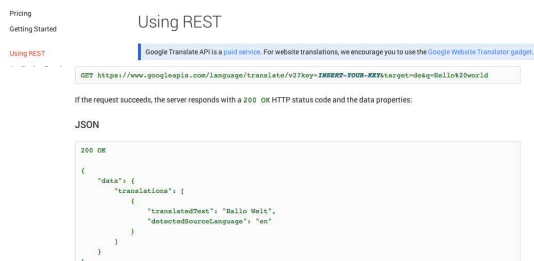 Pricing
Getting Started
Using REST
Using REST
Google Translate API is a paid service. For website translations, we encourage you to use the Google Website Translator gadget.
GET https://www.googleapis.com/language/translate/v2?key=INSERT-YOUR-KEY&target=de&q=Hello%20world
If the request succeeds, the server responds with a 200 OK HTTP status code and the data properties:
JSON
200 OK
{
"data": {
"translations": [
{
"translatedText": "Hallo Welt",
"detectedSourceLanguage": "en"
}
]
}